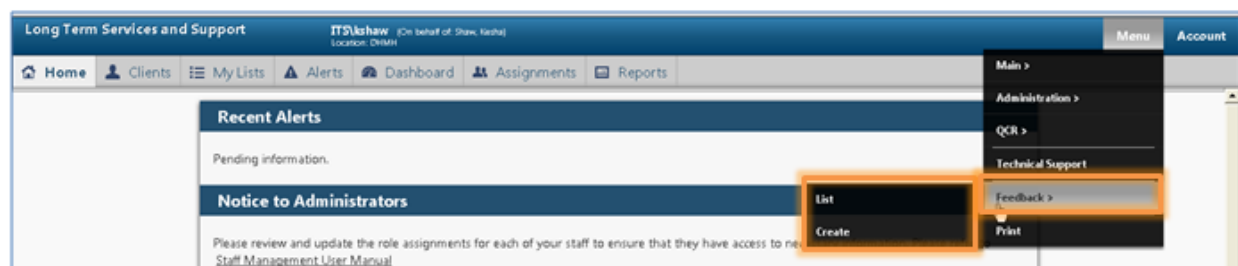 Long Term Services and Support
ITS\kshaw (On behalf of: Shaw, Kesha)
Location: DHMH
Menu Account
Home Clients My Lists Alerts Dashboard Assignments Reports
Main >
Administration >
QCR >
Technical Support
Feedback >
Print
List
Create
Recent Alerts
Pending information.
Notice to Administrators
Please review and update the role assignments for each of your staff to ensure that they have access to
Staff Management User Manual